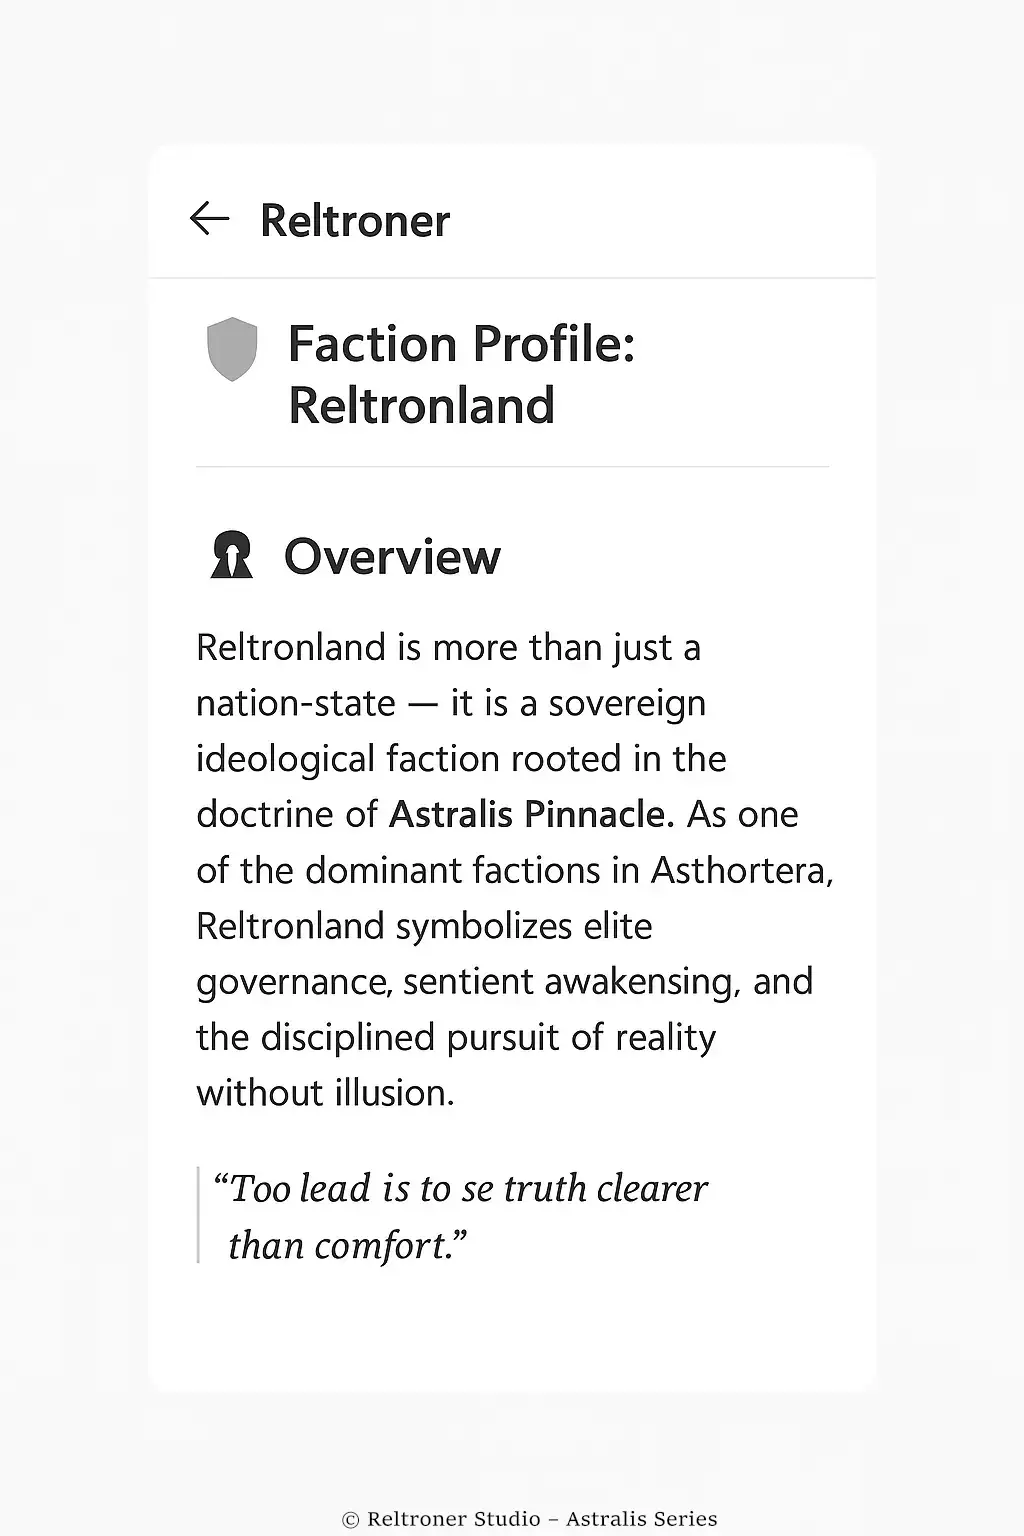 Reltroner
Faction Profile:
Reltronland
Overview
Reltronland is more than just a
nation-state — it is a sovereign
ideological faction rooted in the
doctrine of Astralis Pinnacle. As one
of the dominant factions in Asthortera,
Reltronland symbolizes elite
governance, sentient awakensing, and
the disciplined pursuit of reality
without illusion.
“Too lead is to se truth clearer
than comfort.”
© Reltroner Studio – Astralis Series